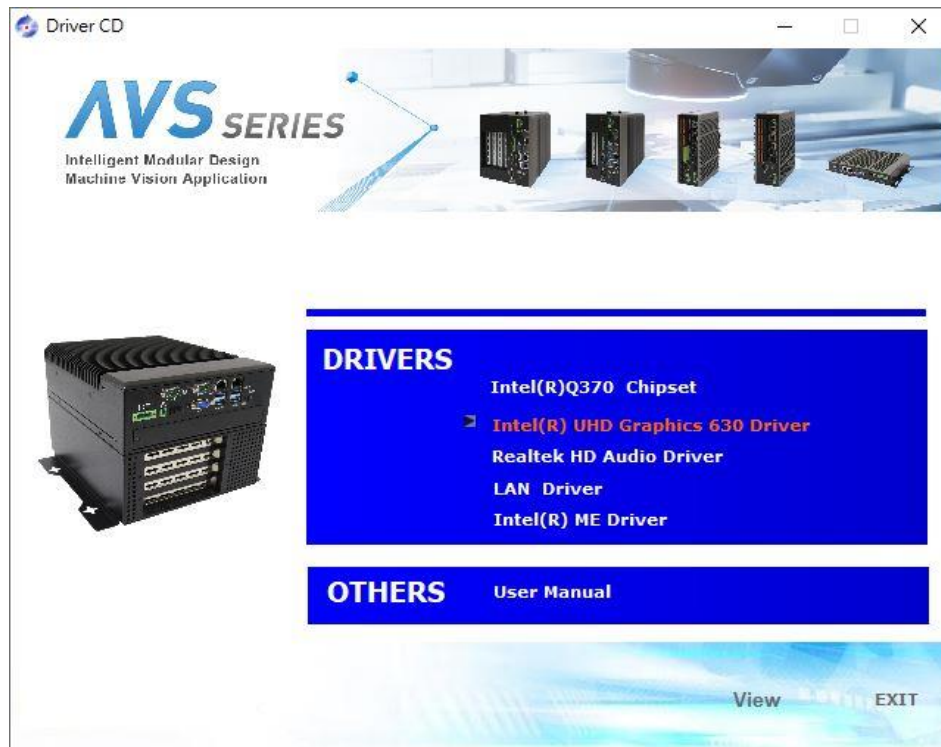 Driver CD
AVS SERIES
Intelligent Modular Design
Machine Vision Application
DRIVERS
Intel(R)Q370 Chipset
Intel(R) UHD Graphics 630 Driver
Realtek HD Audio Driver
LAN Driver
Intel(R) ME Driver
OTHERS
User Manual
View
EXIT